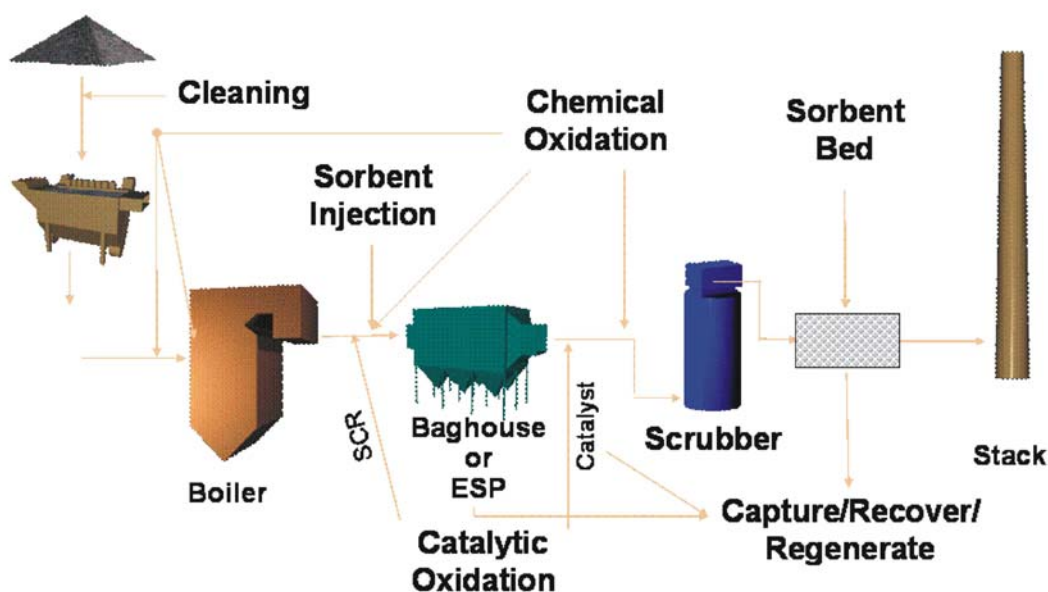 Cleaning
Chemical
Oxidation
Sorbent
Bed
Sorbent
Injection
Boiler
SCR
Baghouse
or
ESP
Catalyst
Scrubber
Stack
Catalytic
Oxidation
Capture/Recover/
Regenerate